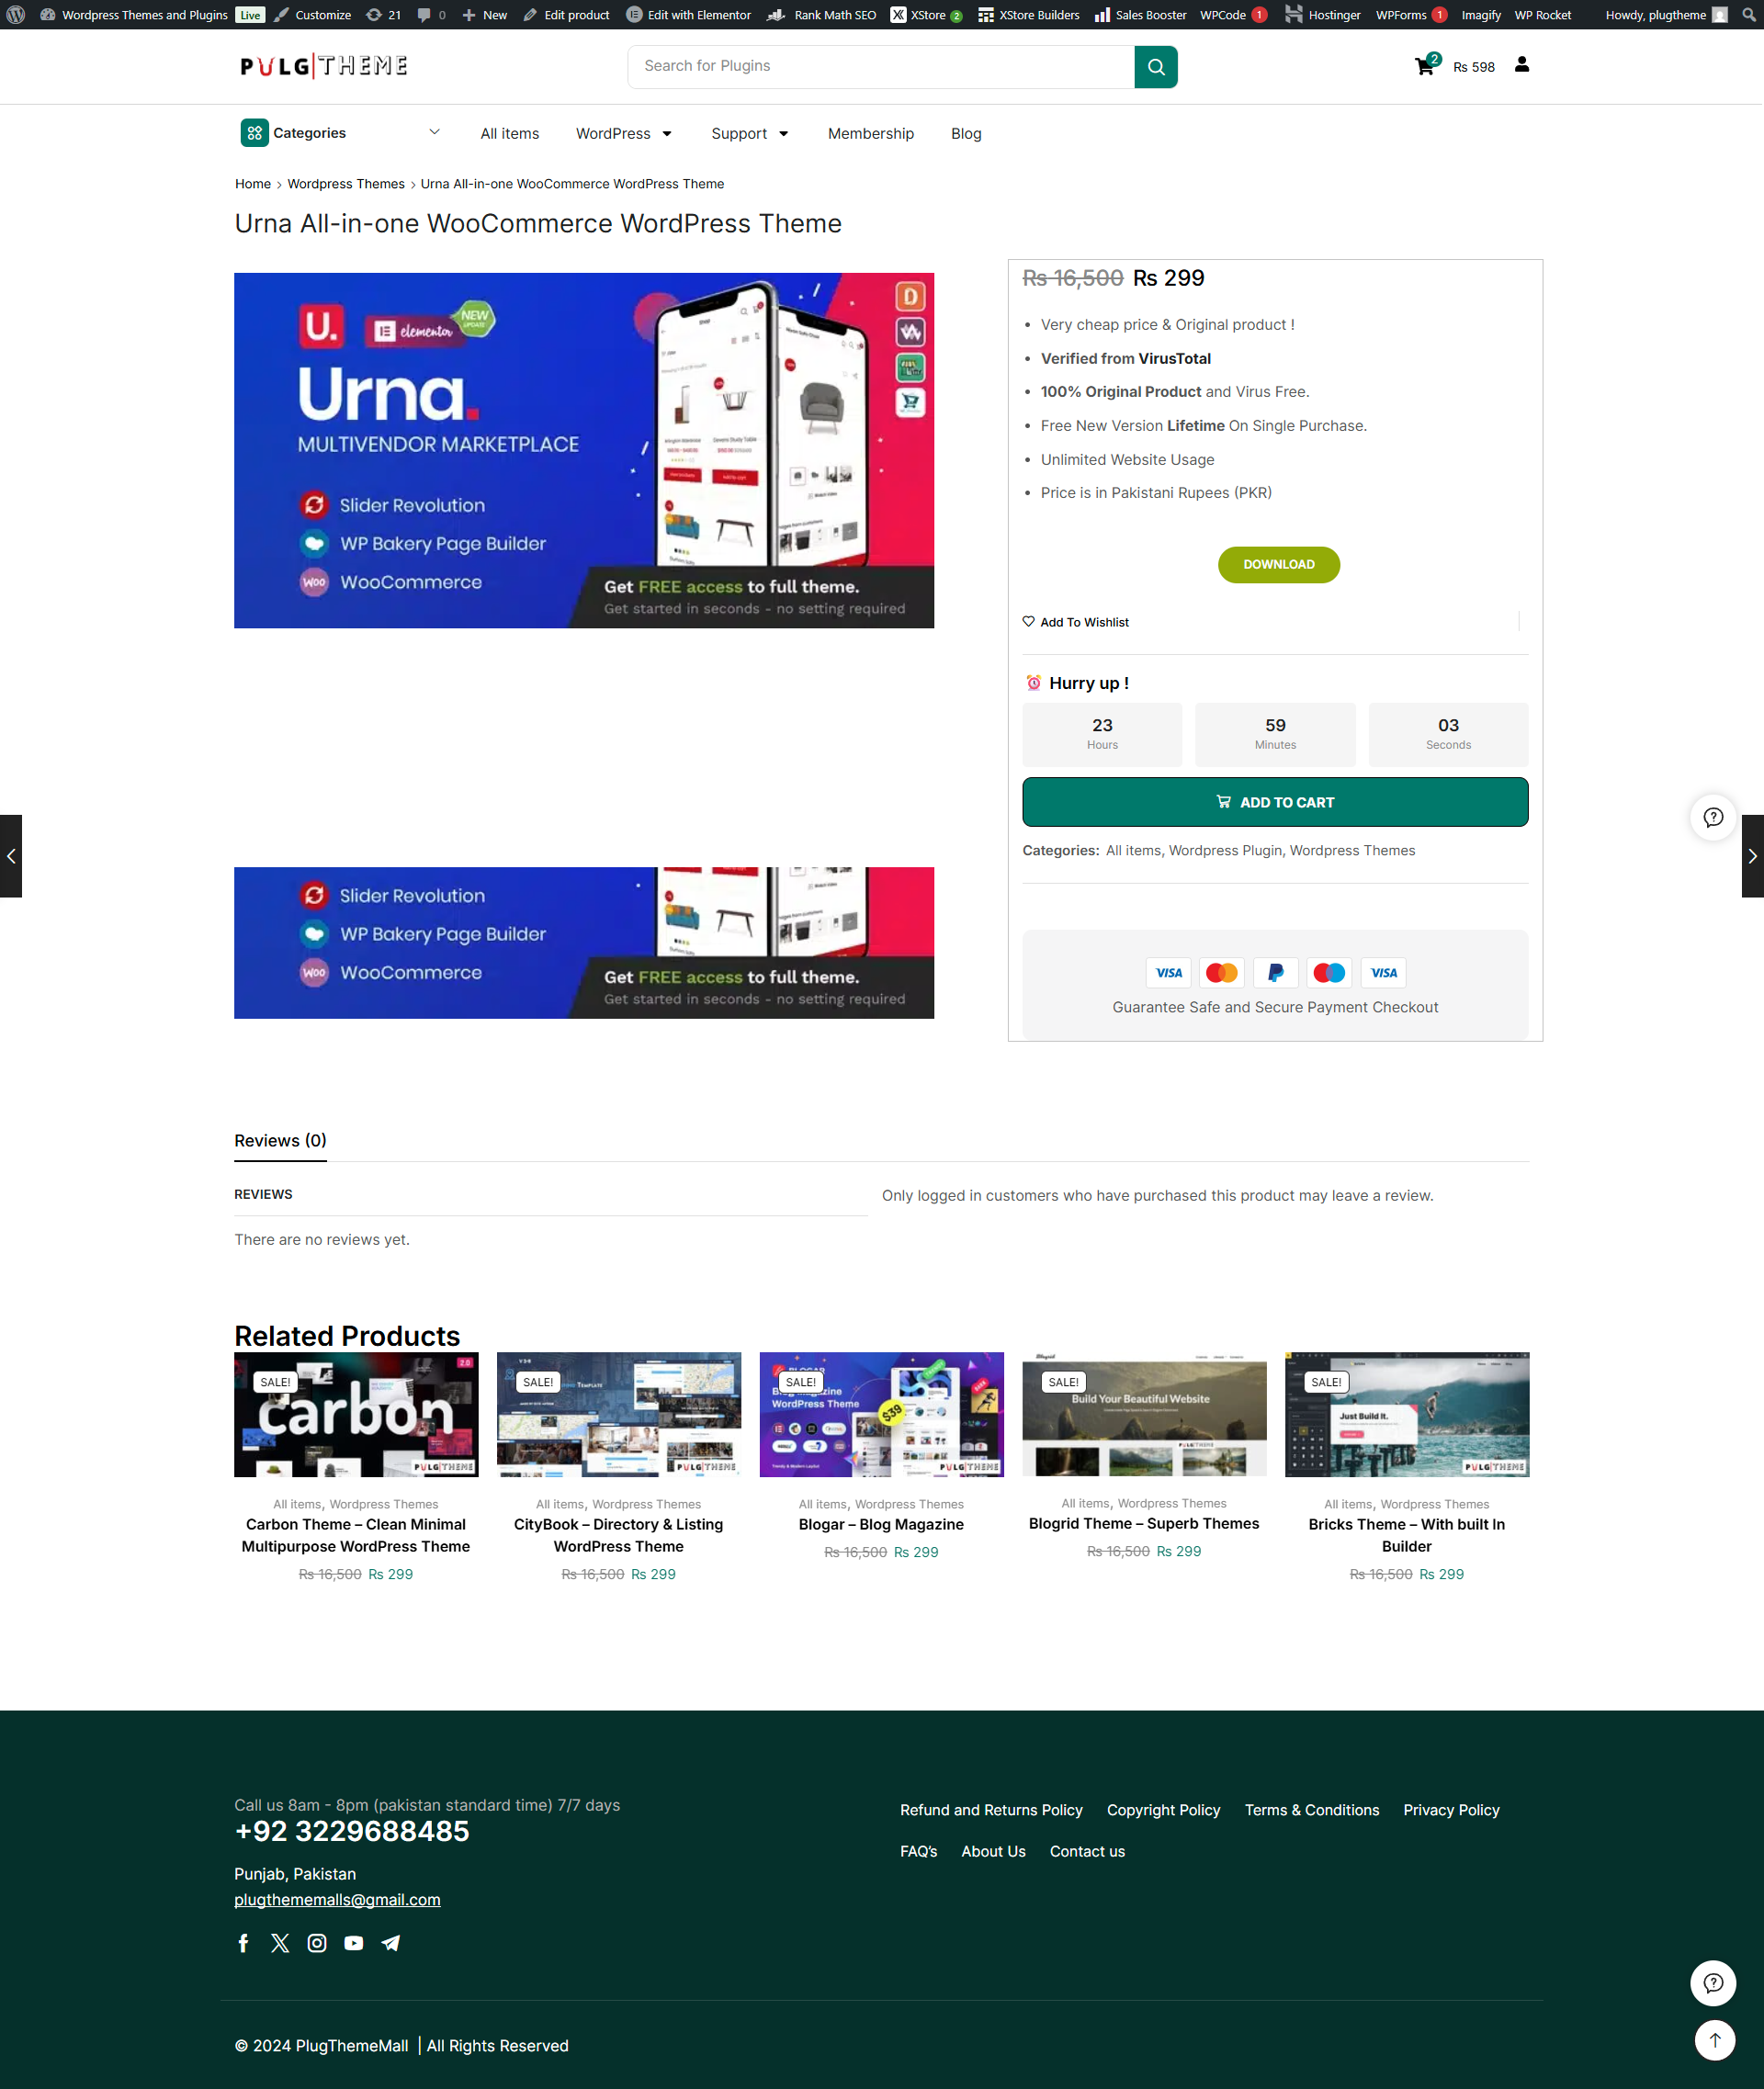 Wordpress Themes and Plugins Live Customize 21 0 New Edit product Edit with Elementor Rank Math SEO XStore 2 XStore Builders Sales Booster WPCode 1 Hostinger WPForms 1 Imagify WP Rocket Howdy, plugtheme
PULG|THEME
Search for Plugins
2
₨ 598
Categories
All items WordPress Support Membership Blog
Home > Wordpress Themes > Urna All-in-one WooCommerce WordPress Theme
Urna All-in-one WooCommerce WordPress Theme
U. elementor NEW UPDATE
Urna.
MULTIVENDOR MARKETPLACE
Slider Revolution
WP Bakery Page Builder
WooCommerce
Get FREE access to full theme.
Get started in seconds - no setting required
₨ 16,500 ₨ 299
• Very cheap price & Original product !
• Verified from VirusTotal
• 100% Original Product and Virus Free.
• Free New Version Lifetime On Single Purchase.
• Unlimited Website Usage
• Price is in Pakistani Rupees (PKR)
DOWNLOAD
Add To Wishlist
⏰ Hurry up !
23 59 03
Hours Minutes Seconds
ADD TO CART
Categories: All items, Wordpress Plugin, Wordpress Themes
Slider Revolution
WP Bakery Page Builder
WooCommerce
Get FREE access to full theme.
Get started in seconds - no setting required
VISA VISA
Guarantee Safe and Secure Payment Checkout
Reviews (0)
REVIEWS
There are no reviews yet.
Only logged in customers who have purchased this product may leave a review.
Related Products
SALE!
2.0
carbon
PULG|THEME
All items, Wordpress Themes
Carbon Theme – Clean Minimal
Multipurpose WordPress Theme
₨ 16,500 ₨ 299
SALE!
PULG|THEME
All items, Wordpress Themes
CityBook – Directory & Listing
WordPress Theme
₨ 16,500 ₨ 299
SALE!
WordPress Theme
$39
PULG|THEME
All items, Wordpress Themes
Blogar – Blog Magazine
₨ 16,500 ₨ 299
Blogrid
SALE!
Build Your Beautiful Website
PULG|THEME
All items, Wordpress Themes
Blogrid Theme – Superb Themes
₨ 16,500 ₨ 299
SALE!
Just Build It.
PULG|THEME
All items, Wordpress Themes
Bricks Theme – With built In
Builder
₨ 16,500 ₨ 299
Call us 8am - 8pm (pakistan standard time) 7/7 days
+92 3229688485
Punjab, Pakistan
plugthememalls@gmail.com
Refund and Returns Policy Copyright Policy Terms & Conditions Privacy Policy
FAQ's About Us Contact us
© 2024 PlugThemeMall | All Rights Reserved